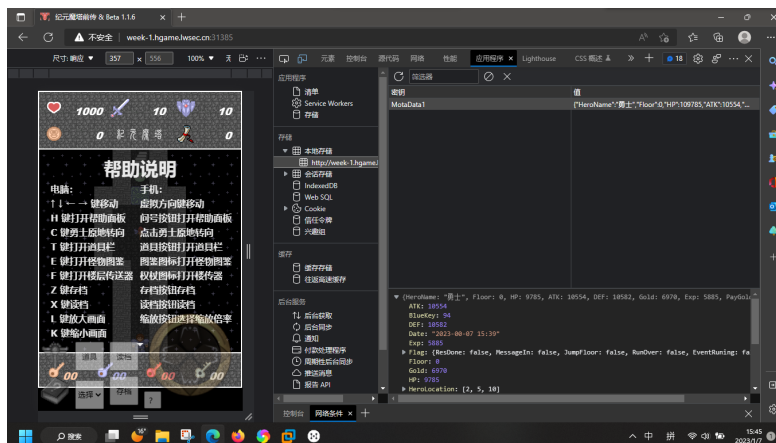 纪元魔塔前传 & Beta 1.1.6
不安全 | week-1.hgame.lwsec.cn:31385
尺寸: 响应 357 x 556 100%
元素 控制台 源代码 网络 性能 应用程序 Lighthouse CSS 概述 18
1000 10 10
0 纪元魔塔 0
帮助说明
电脑: 手机:
↑↓←→键移动 虚拟方向键移动
H 键打开帮助面板 问号按钮打开帮助面板
C 键勇士原地转向 点击勇士原地转向
T 键打开道具栏 道具按钮打开道具栏
E 键打开怪物图鉴 图鉴图标打开怪物图鉴
F 键打开楼层传送器 权杖图标打开楼传器
Z 键存档 存档按钮存档
X 键读档 读档按钮读档
L 键放大画面 缩放按钮选择缩放倍率
K 键缩小画面
道具 读档
00 00 00 00
选择 存档 ?
应用程序
清单
Service Workers
存储
存储
本地存储
http://week-1.hgame.l
会话存储
IndexedDB
Web SQL
Cookie
信任令牌
兴趣组
缓存
缓存存储
往返高速缓存
后台服务
后台获取
后台同步
通知
付款处理程序
周期性后台同步
推送消息
报告 API
筛选器
密钥 值
MotaData1 {"HeroName":"勇士","Floor":0,"HP":109785,"ATK":10554,"...
{HeroName: "勇士", Floor: 0, HP: 9785, ATK: 10554, DEF: 10582, Gold: 6970, Exp: 5885, PayGol
ATK: 10554
BlueKey: 94
DEF: 10582
Date: "2023-00-07 15:39"
Exp: 5885
Flag: {ResDone: false, MessageIn: false, JumpFloor: false, RunOver: false, EventRuning: fa
Floor: 0
Gold: 6970
HP: 9785
HeroLocation: [2, 5, 10]
控制台 网络条件
搜索
中 拼
15:45
2023/1/7